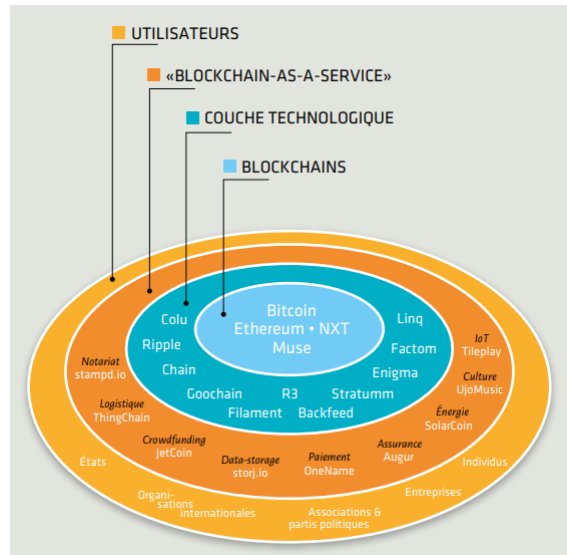 UTILISATEURS
«BLOCKCHAIN-AS-A-SERVICE»
COUCHE TECHNOLOGIQUE
BLOCKCHAINS
Bitcoin
Ethereum • NXT
Muse
Colu
Ripple
Chain
Goochain
Filament
R3
Backfeed
Stratumm
Enigma
Factom
Linq
Notariat
stampd.io
Logistique
ThingChain
Crowdfunding
JetCoin
Data-storage
storj.io
Paiement
OneName
Assurance
Augur
Énergie
SolarCoin
Culture
UjoMusic
IoT
Tileplay
États
Organi-
sations
internationales
Associations &
partis politiques
Entreprises
Individus